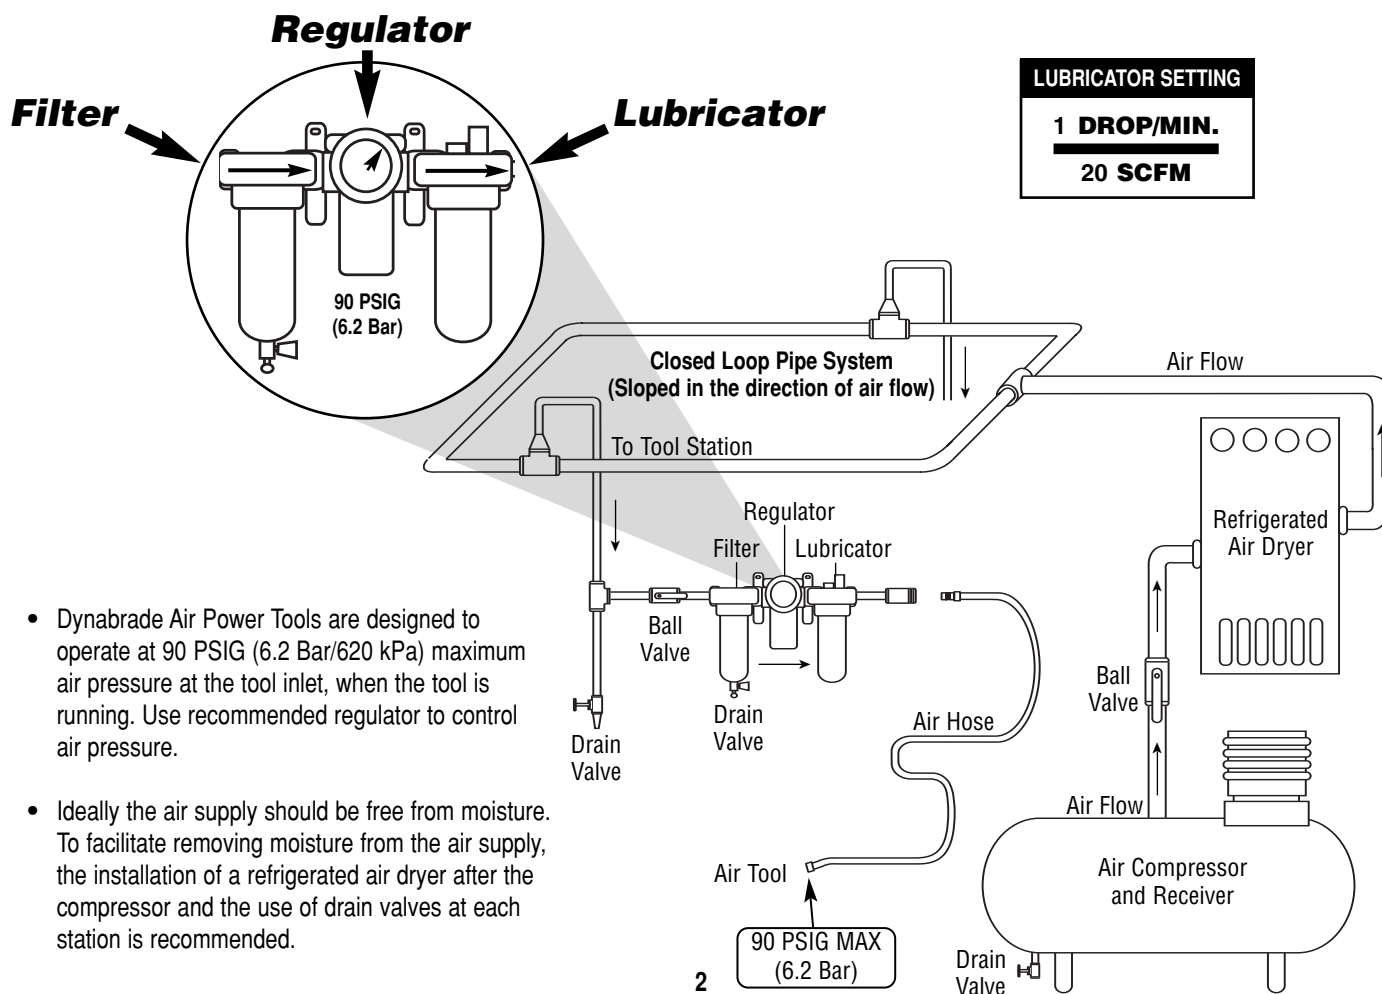 Regulator
Filter
Lubricator
90 PSIG
(6.2 Bar)
LUBRICATOR SETTING
1 DROP/MIN.
20 SCFM
Closed Loop Pipe System
(Sloped in the direction of air flow)
Air Flow
To Tool Station
Refrigerated
Air Dryer
Regulator
Filter
Lubricator
Ball
Valve
Drain
Valve
Drain
Valve
Air Hose
Ball
Valve
Air Flow
Air Compressor
and Receiver
Drain
Valve
Air Tool
90 PSIG MAX
(6.2 Bar)
• Dynabrade Air Power Tools are designed to
operate at 90 PSIG (6.2 Bar/620 kPa) maximum
air pressure at the tool inlet, when the tool is
running. Use recommended regulator to control
air pressure.
• Ideally the air supply should be free from moisture.
To facilitate removing moisture from the air supply,
the installation of a refrigerated air dryer after the
compressor and the use of drain valves at each
station is recommended.
2